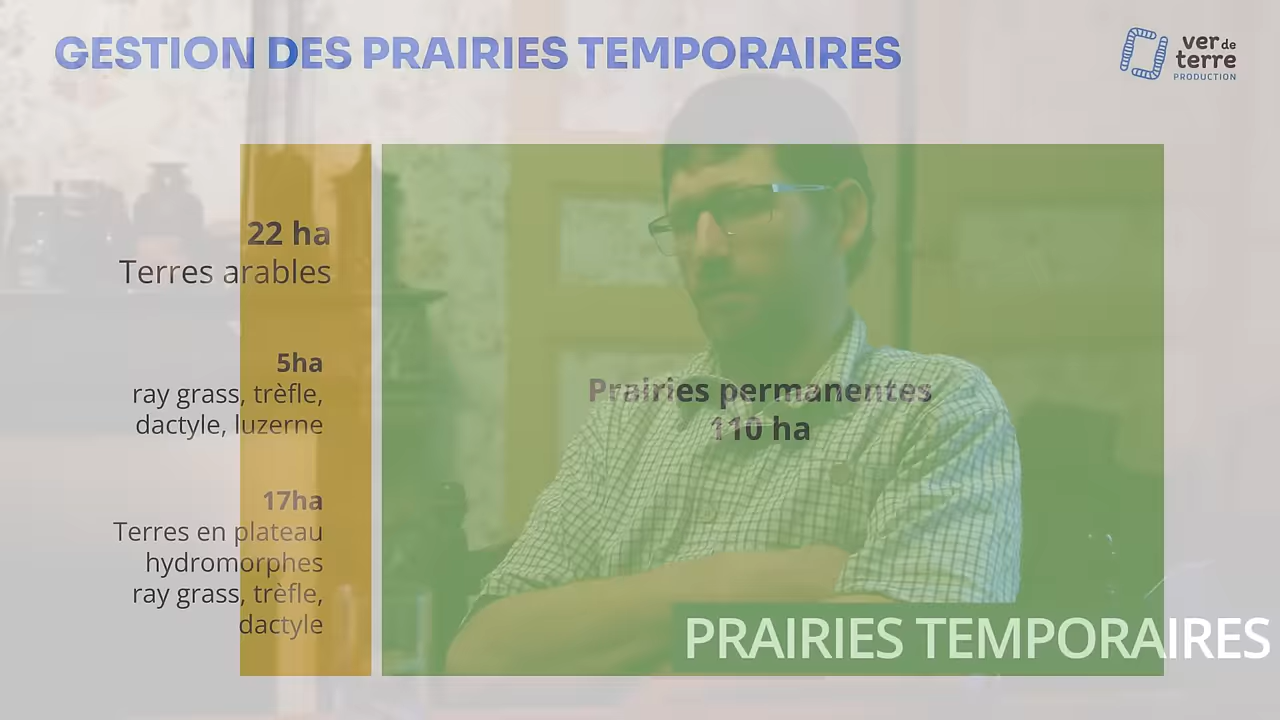 GESTION DES PRAIRIES TEMPORAIRES
ver de
terre
PRODUCTION
22 ha
Terres arables
5ha
ray grass, trèfle,
dactyle, luzerne
17ha
Terres en plateau
hydromorphes
ray grass, trèfle,
dactyle
Prairies permanentes
110 ha
PRAIRIES TEMPORAIRES